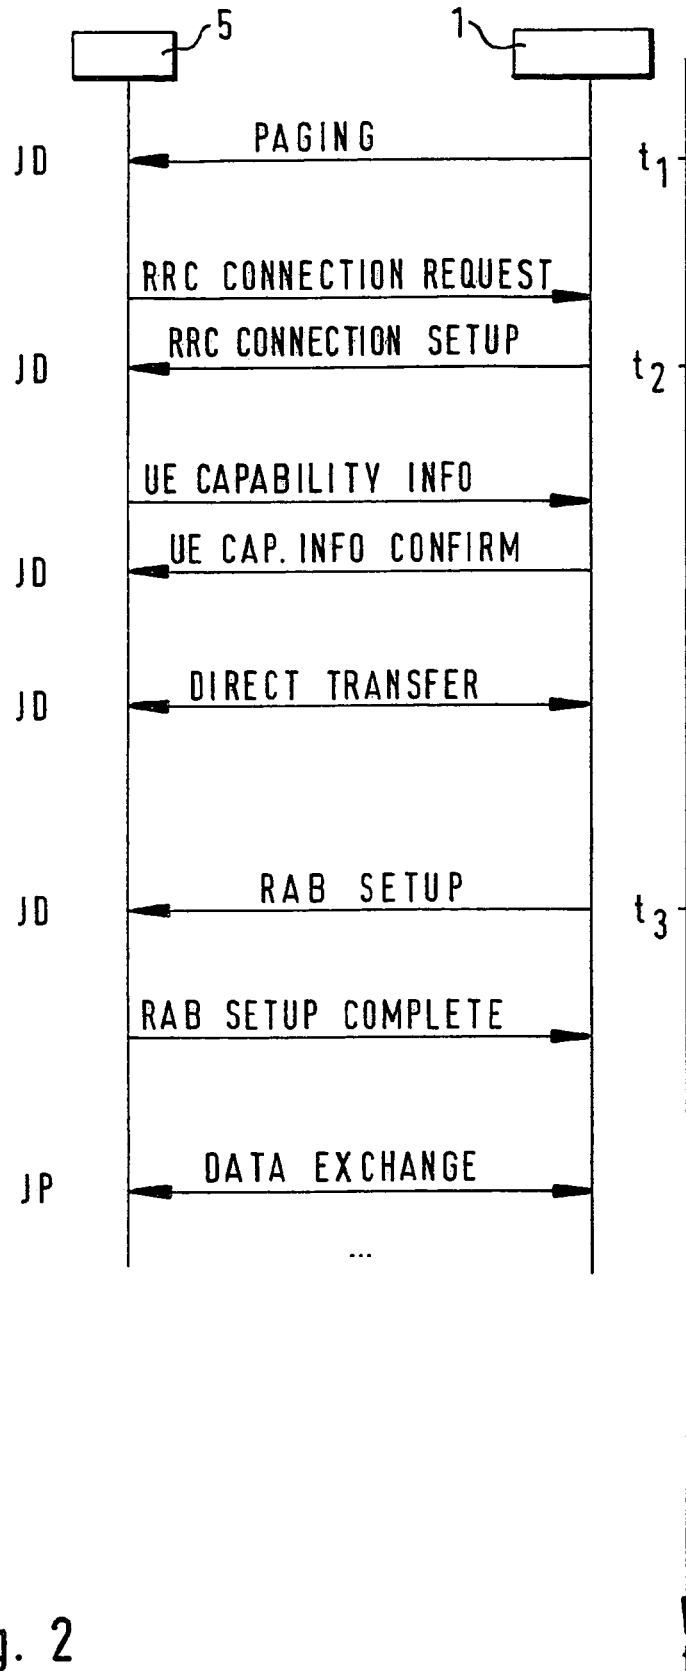 5 1
PAGING
JD t1
RRC CONNECTION REQUEST
RRC CONNECTION SETUP
JD t2
UE CAPABILITY INFO
UE CAP. INFO CONFIRM
JD
DIRECT TRANSFER
JD
RAB SETUP
JD t3
RAB SETUP COMPLETE
DATA EXCHANGE
JP
...
g. 2